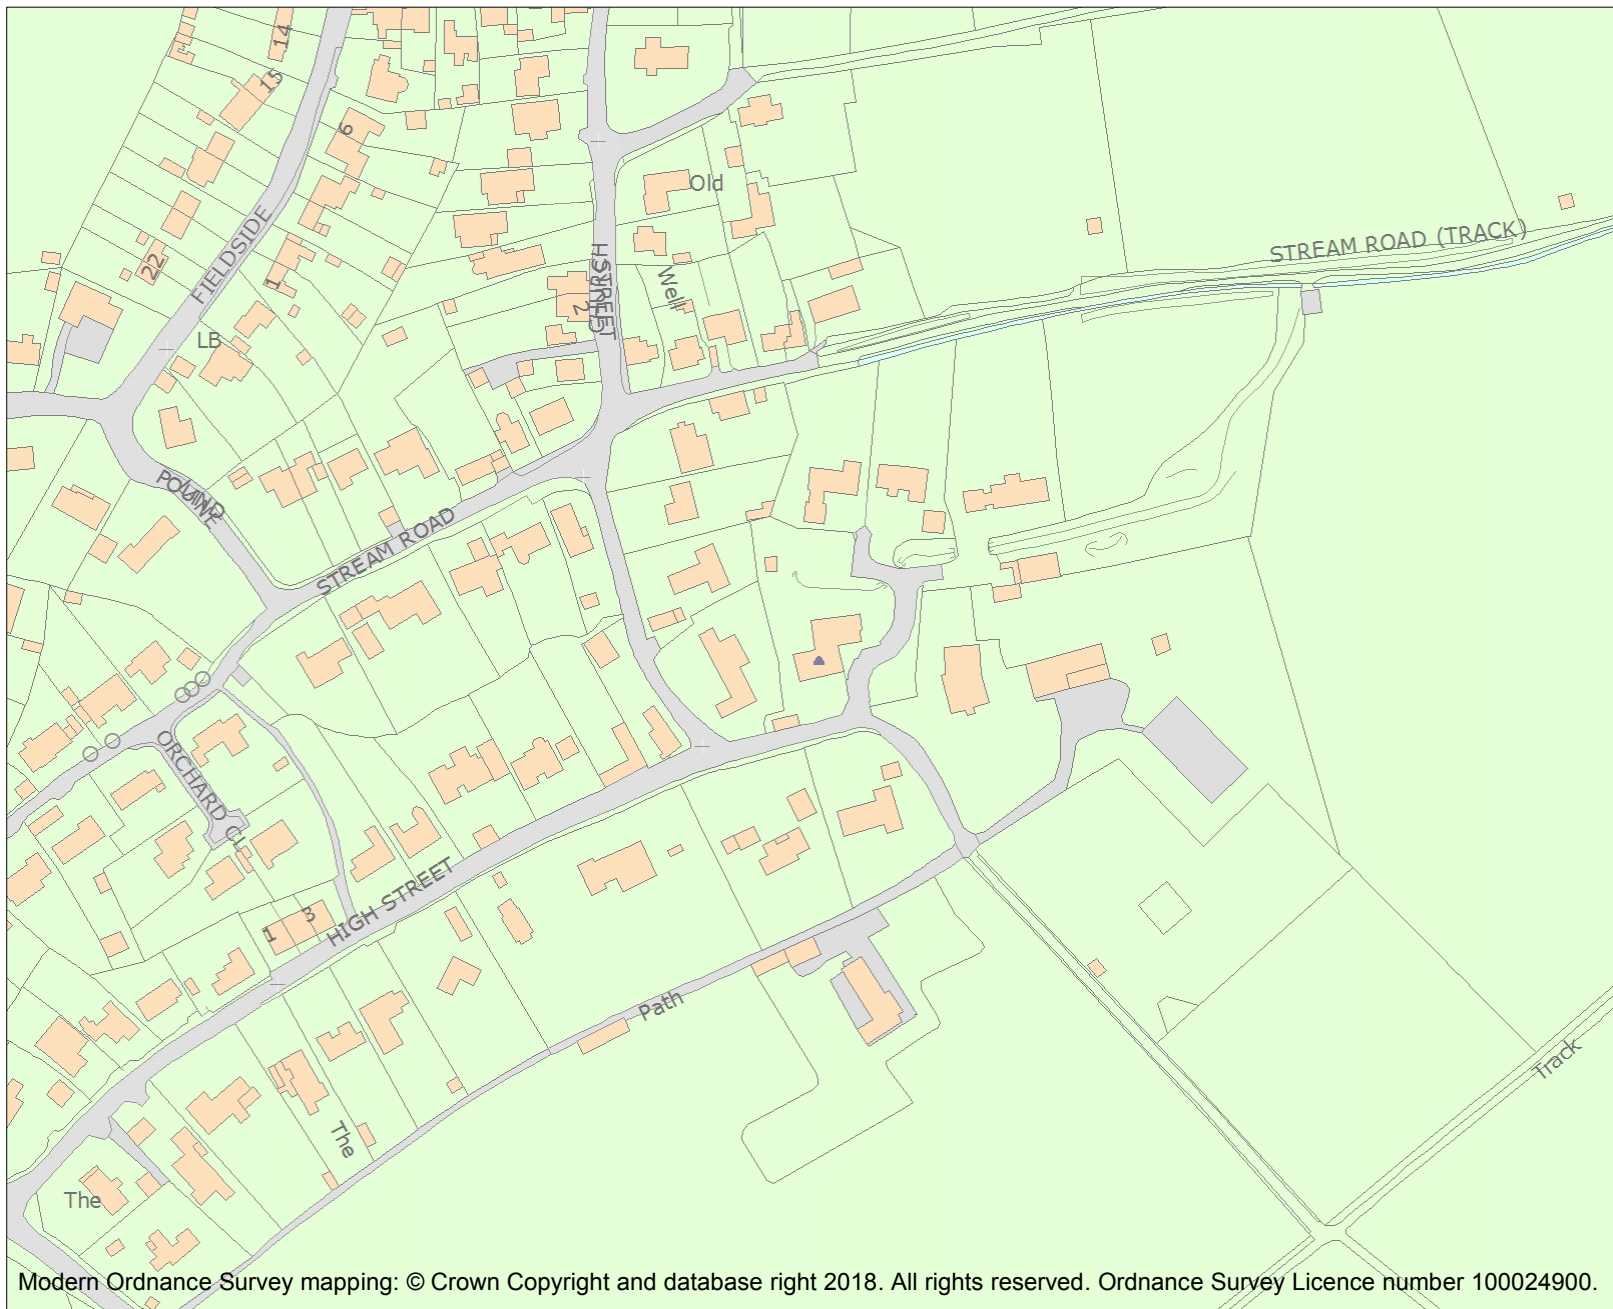 14
15
6
Old
FIELDSIDE
STREAM ROAD (TRACK)
22
1
Well
2
STREET
LB
POUND
LANE
STREAM ROAD
ORCHARD CL
3
1
HIGH STREET
Path
Track
The
The
Modern Ordnance Survey mapping: © Crown Copyright and database right 2018. All rights reserved. Ordnance Survey Licence number 100024900.